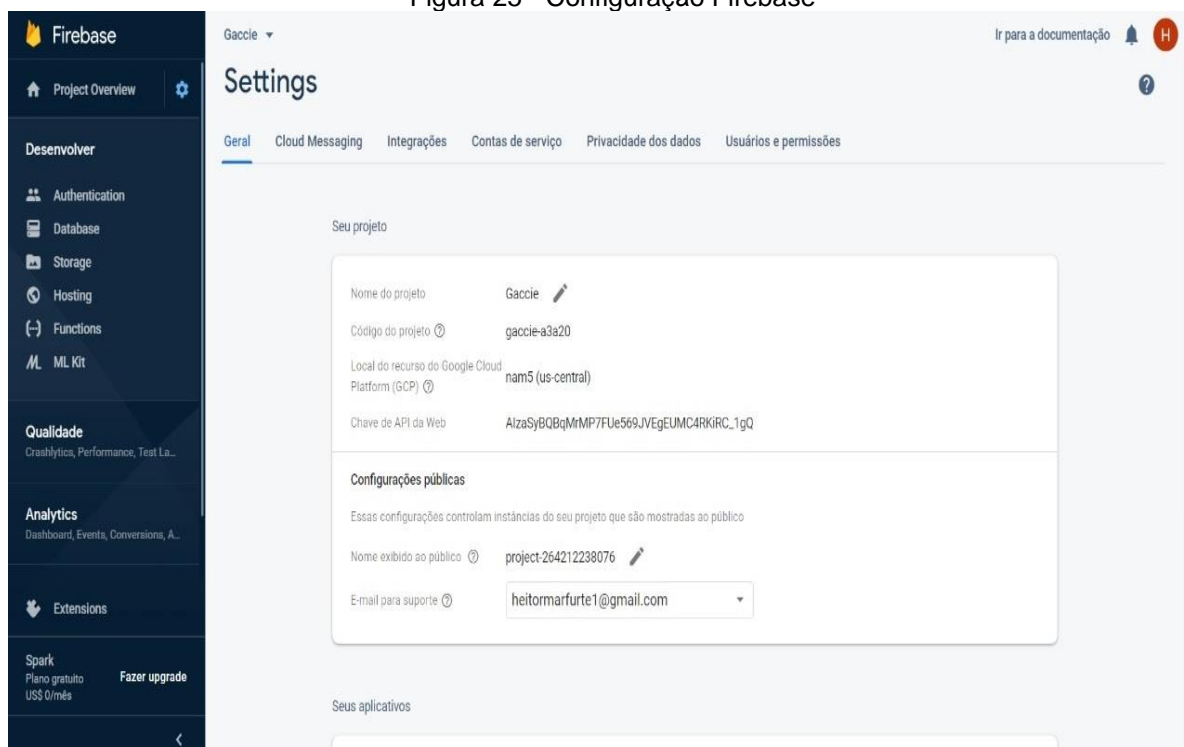 Figura 25 - Configuração Firebase
Firebase
Gaccie
Ir para a documentação
H
Project Overview
Settings
?
Desenvolver
Geral Cloud Messaging Integrações Contas de serviço Privacidade dos dados Usuários e permissões
Authentication
Database
Storage
Hosting
Functions
ML Kit
Seu projeto
Nome do projeto Gaccie
Código do projeto ? gaccie-a3a20
Local do recurso do Google Cloud
Platform (GCP) ? nam5 (us-central)
Chave de API da Web AIzaSyBQBqMrMP7FUe569JVEgEUMC4RKiRC_1gQ
Qualidade
Crashlytics, Performance, Test La...
Configurações públicas
Essas configurações controlam instâncias do seu projeto que são mostradas ao público
Analytics
Dashboard, Events, Conversions, A...
Nome exibido ao público ? project-264212238076
E-mail para suporte ? heitormarfurte1@gmail.com
Extensions
Spark
Plano gratuito
US$ 0/mês
Fazer upgrade
Seus aplicativos